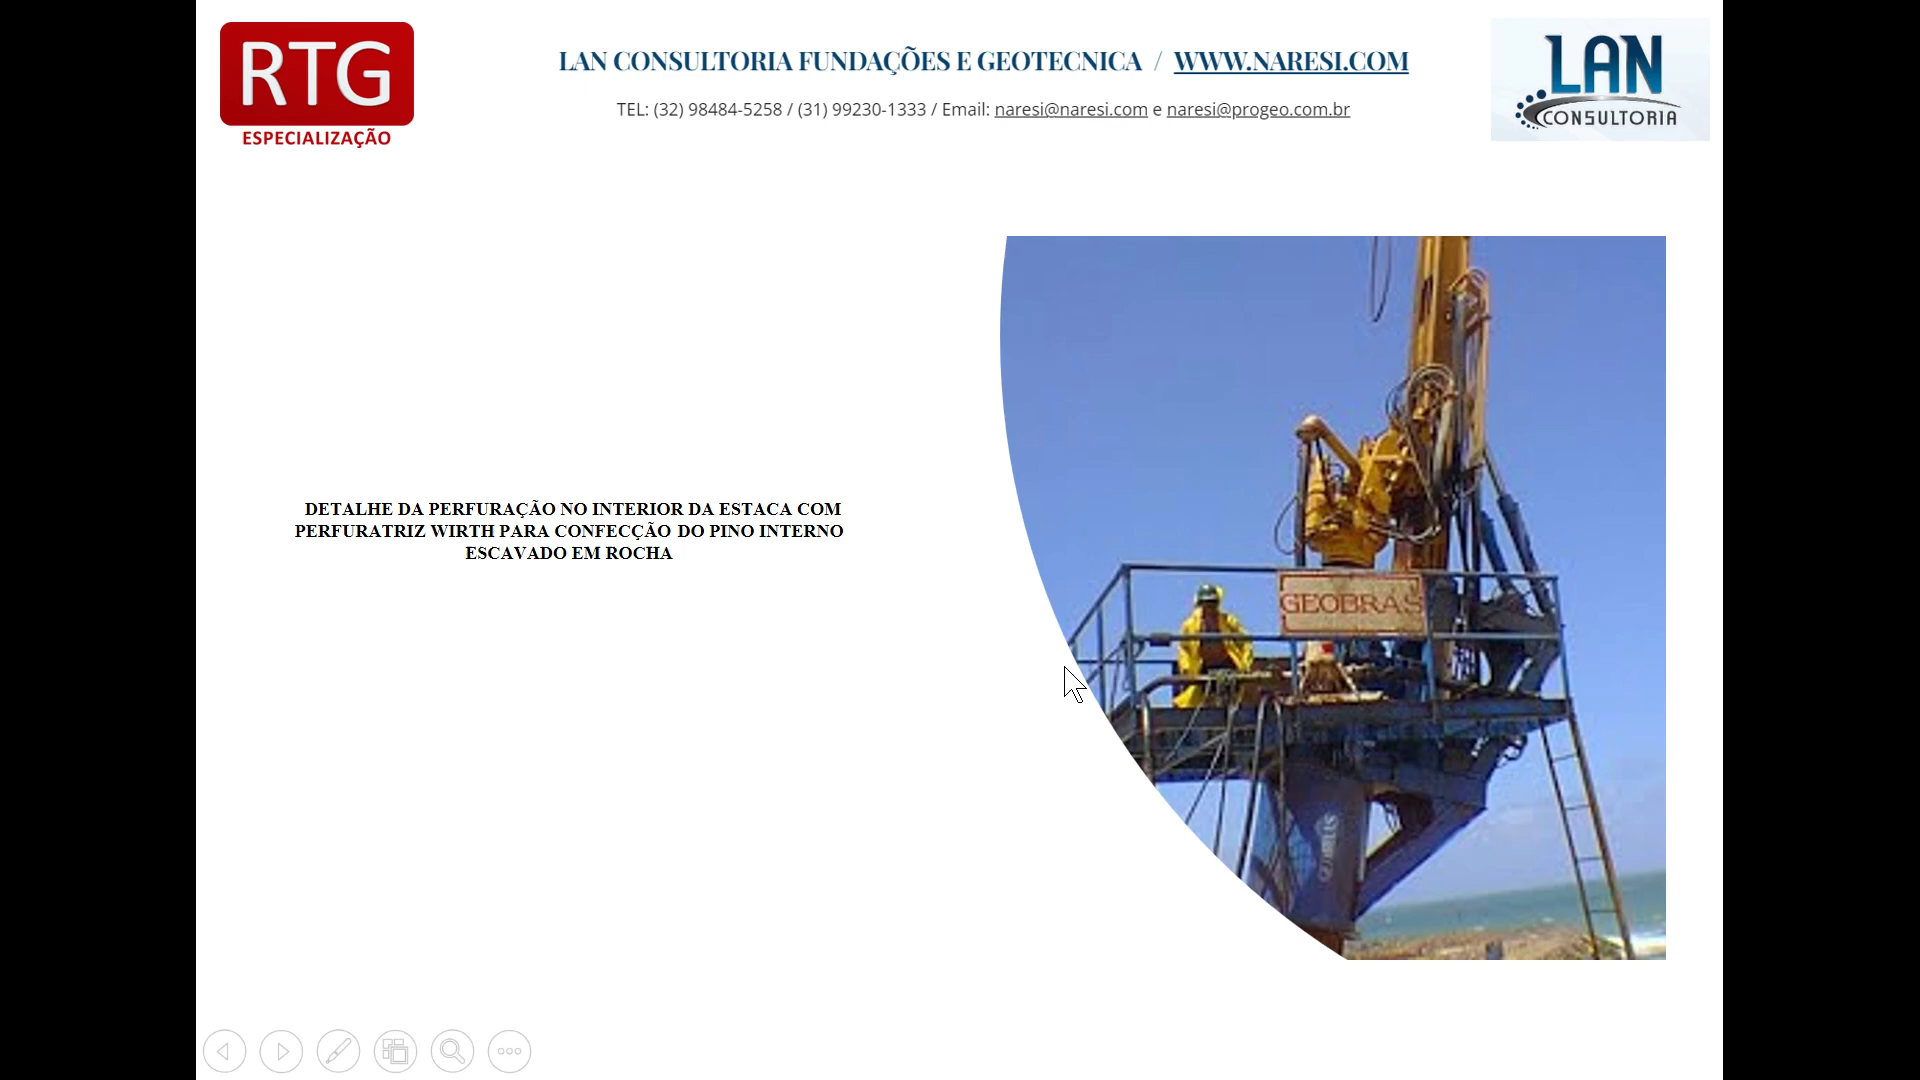 RTG
ESPECIALIZAÇÃO
LAN CONSULTORIA FUNDAÇÕES E GEOTECNICA / WWW.NARESI.COM
TEL: (32) 98484-5258 / (31) 99230-1333 / Email: naresi@naresi.com e naresi@progeo.com.br
LAN
CONSULTORIA
DETALHE DA PERFURAÇÃO NO INTERIOR DA ESTACA COM
PERFURATRIZ WIRTH PARA CONFECÇÃO DO PINO INTERNO
ESCAVADO EM ROCHA
GEOBRAS
GEOBRAS